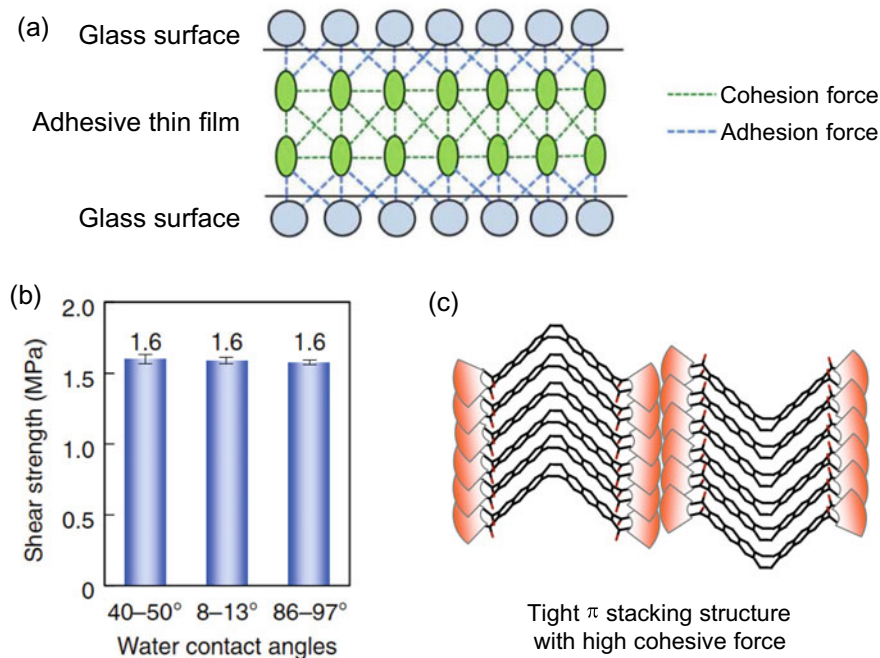 (a)
Glass surface
Adhesive thin film
Glass surface
Cohesion force
Adhesion force
(b)
Shear strength (MPa)
2.0
1.5
1.0
0.5
0
1.6
1.6
1.6
40–50°
8–13°
86–97°
Water contact angles
(c)
Tight π stacking structure
with high cohesive force